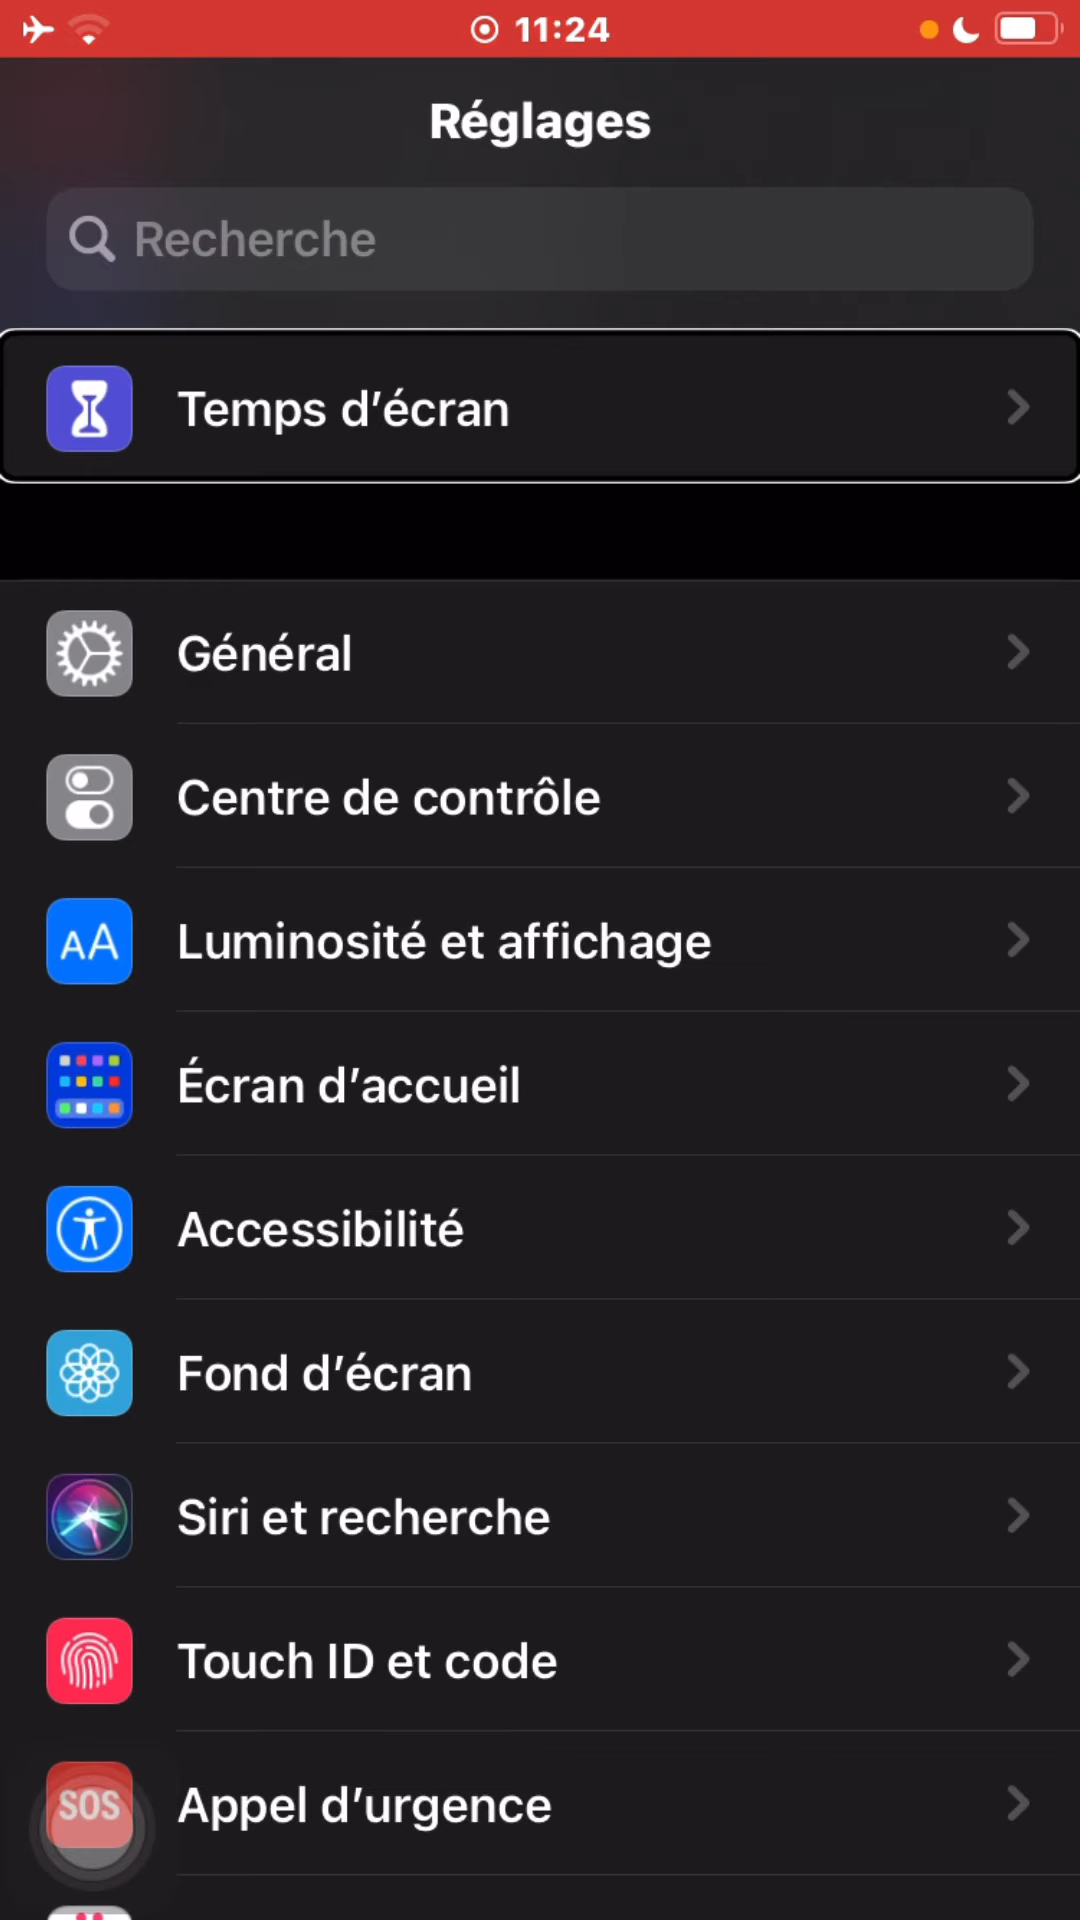 11:24
Réglages
Recherche
Temps d’écran
Général
Centre de contrôle
AA Luminosité et affichage
Écran d’accueil
Accessibilité
Fond d’écran
Siri et recherche
Touch ID et code
SOS Appel d’urgence